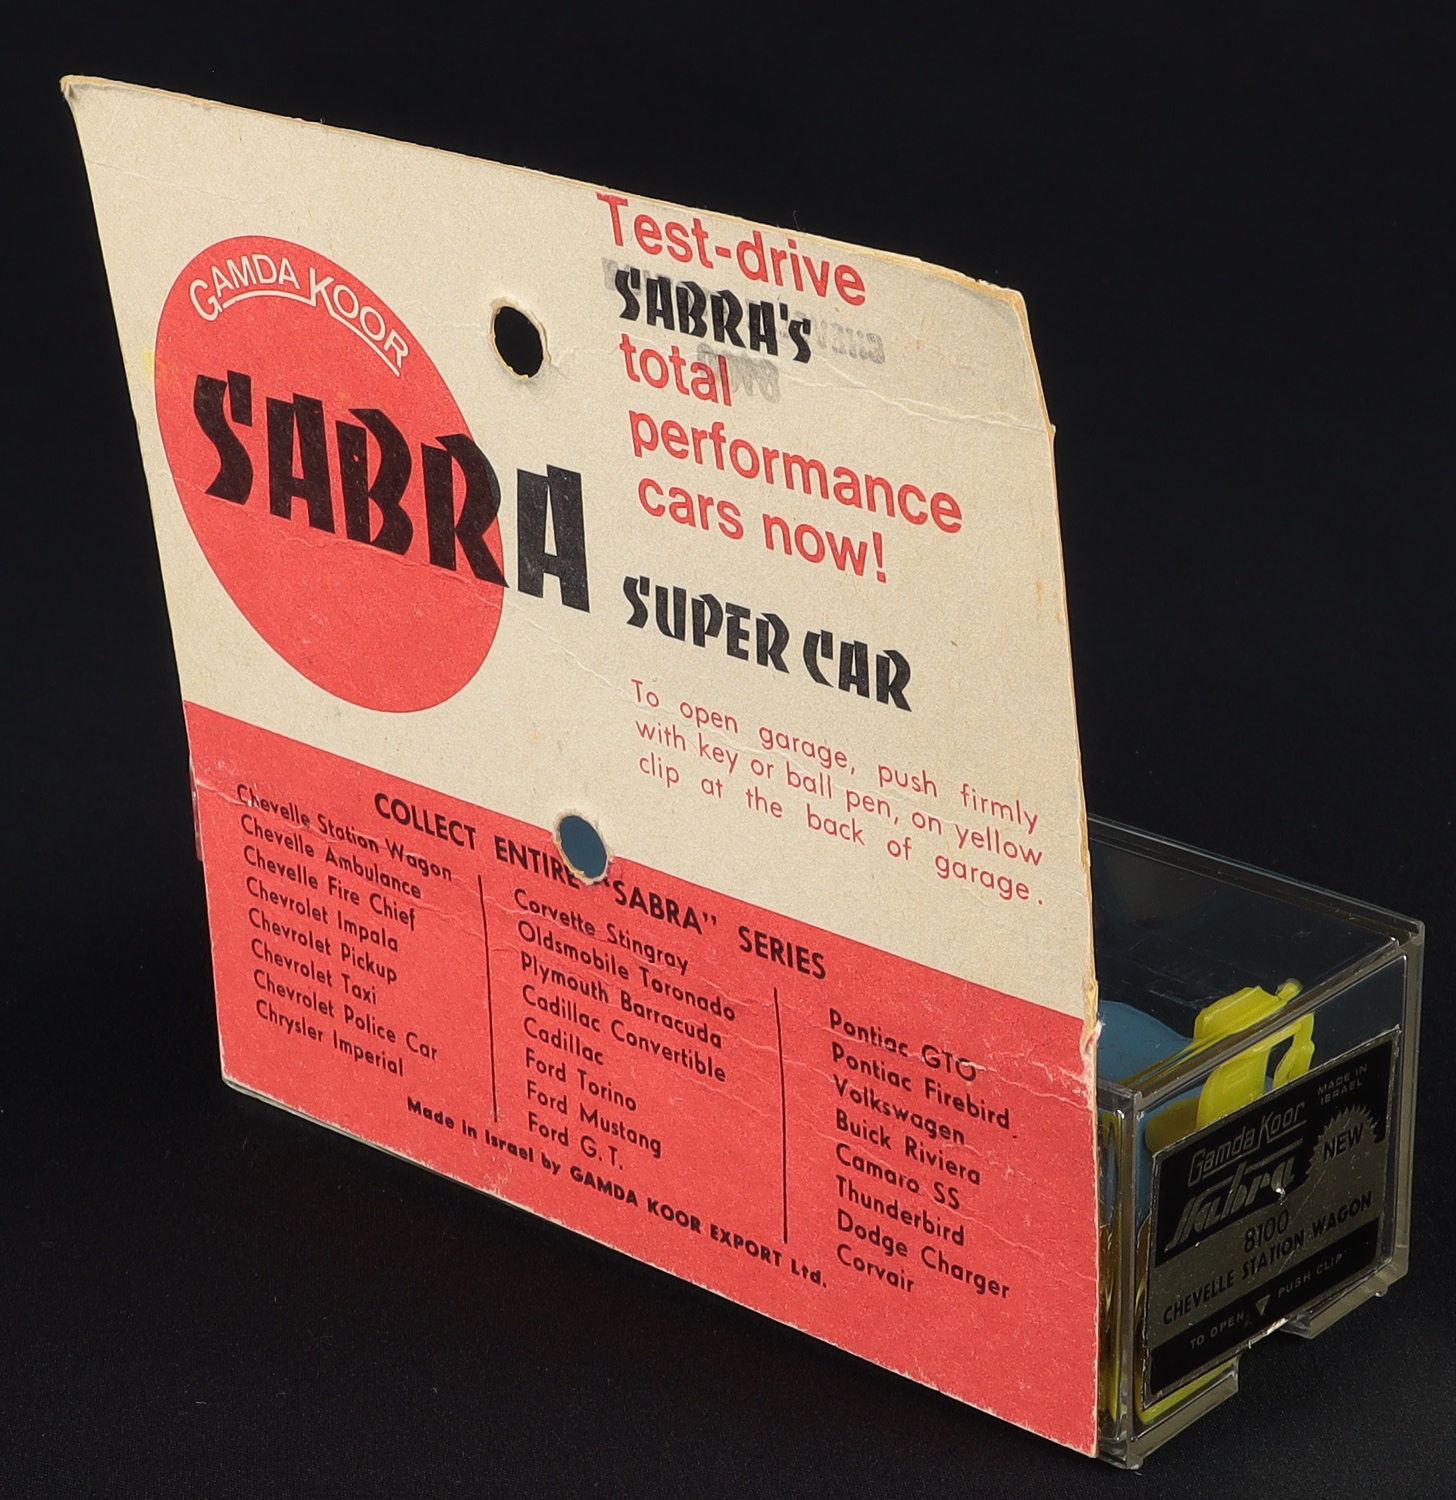 GAMDA KOOR
SABRA
Test-drive
SABRA'S
total
performance
cars now!
SUPER CAR
To open garage, push firmly
with key or ball pen, on yellow
clip at the back of garage.
COLLECT ENTIRE "SABRA" SERIES
Chevelle Station Wagon
Chevelle Ambulance
Chevelle Fire Chief
Chevrolet Impala
Chevrolet Pickup
Chevrolet Taxi
Chevrolet Police Car
Chrysler Imperial
Corvette Stingray
Oldsmobile Toronado
Plymouth Barracuda
Cadillac Convertible
Cadillac
Ford Torino
Ford Mustang
Ford G.T.
Pontiac GTO
Pontiac Firebird
Volkswagen
Buick Riviera
Camaro SS
Thunderbird
Dodge Charger
Corvair
Made in Israel by GAMDA KOOR EXPORT Ltd.
MADE IN
ISRAEL
Gamda Koor
Sabra
NEW
8100
CHEVELLE STATION WAGON
TO OPEN PUSH CLIP